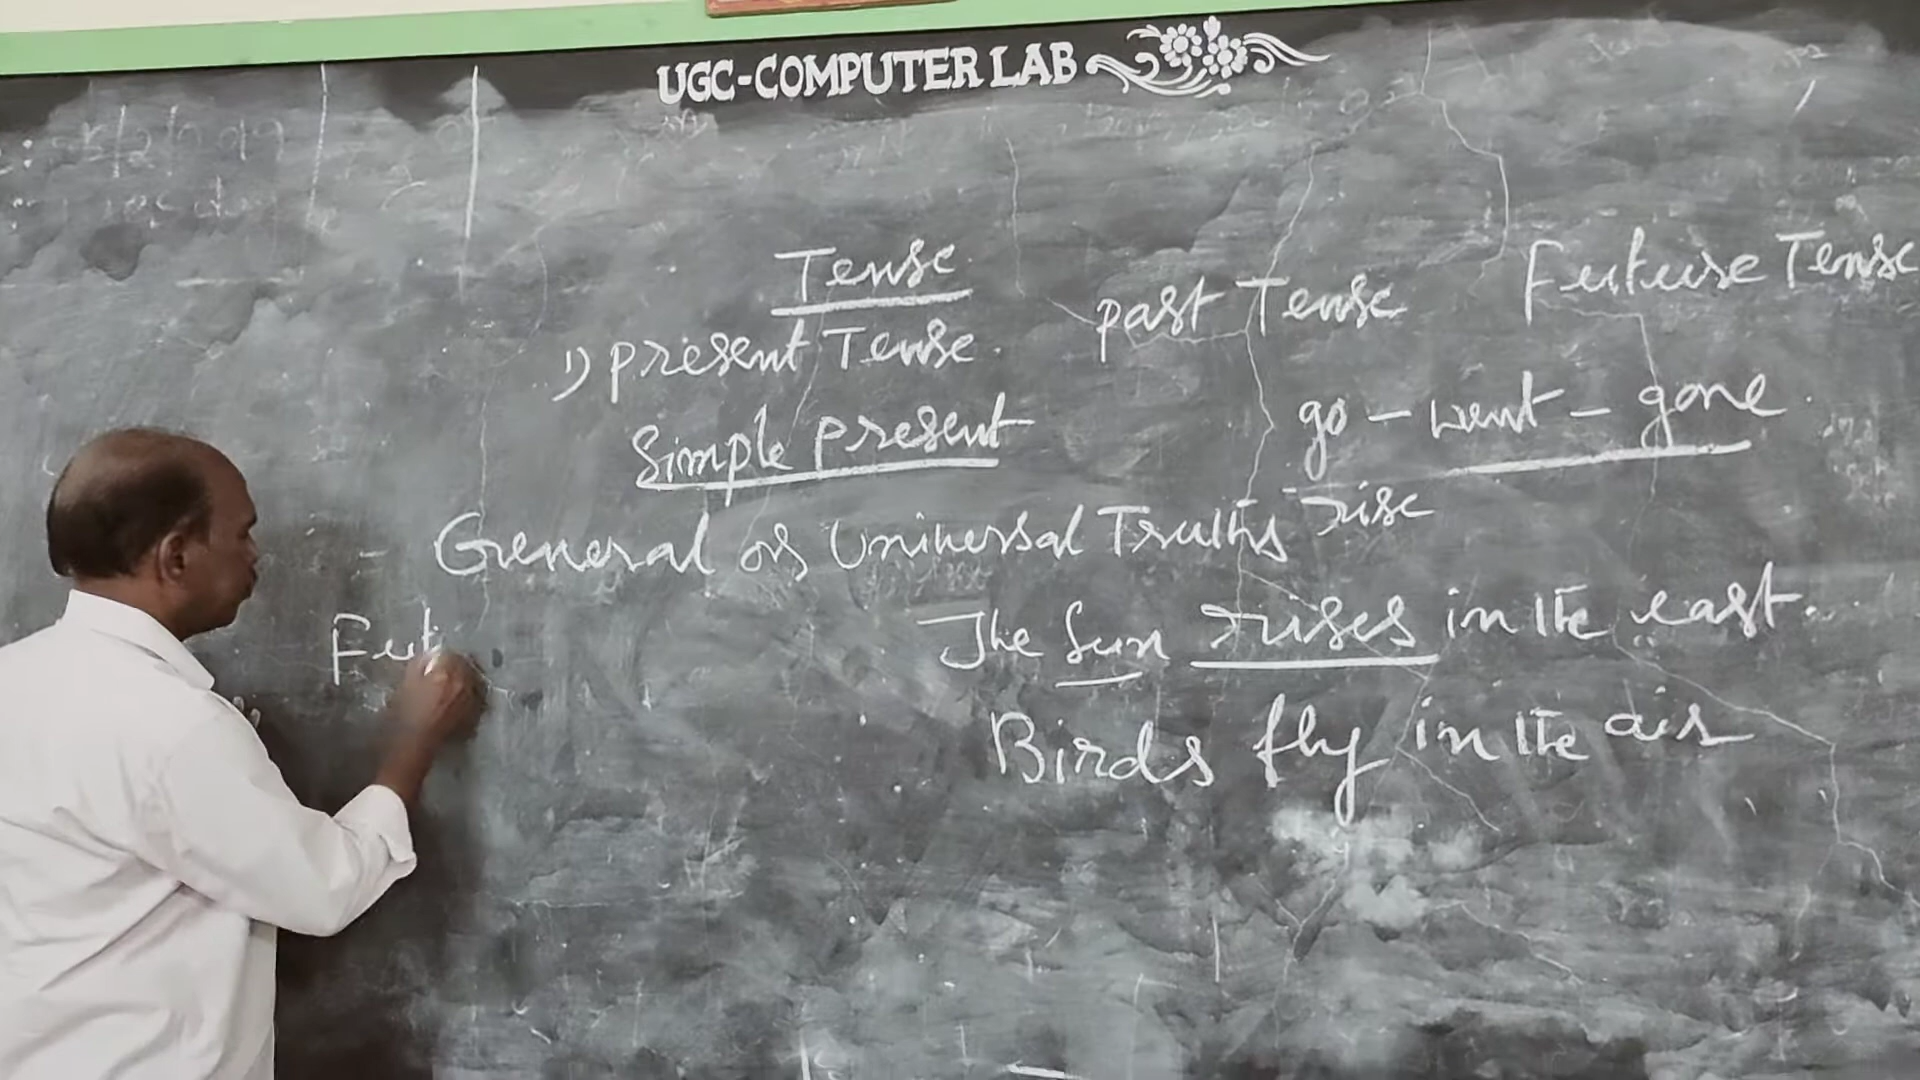 UGC-COMPUTER LAB
Tense
1) present Tense. past Tense Future Tense
Simple present go - went - gone
- General or Universal Truths rise
The Sun rises in the east.
Fut
Birds fly in the air